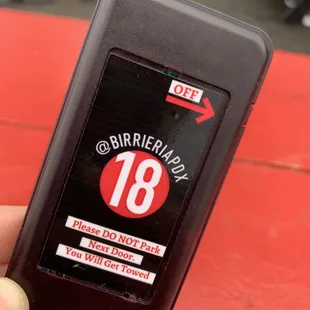 OFF
@BIRRIERIAPDX
18
Please DO NOT Park
Next Door.
You Will Get Towed